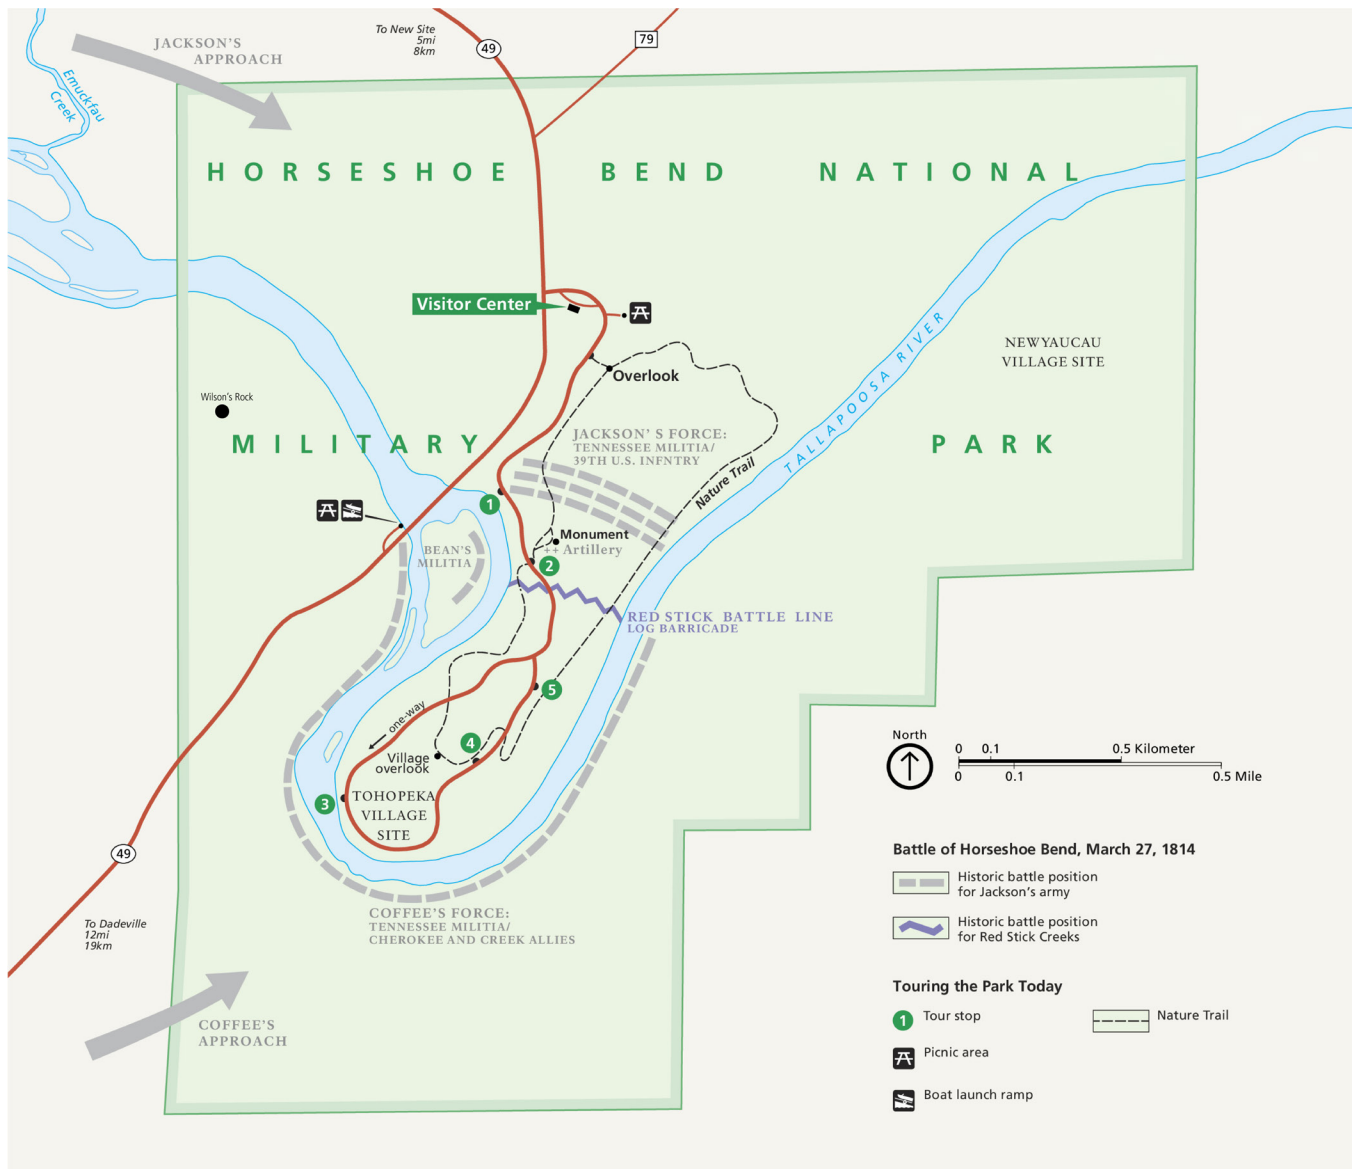 JACKSON'S
APPROACH
To New Site
5mi
8km
49
79
Emuckfau
Creek
HORSESHOE BEND NATIONAL
Visitor Center
TALLAPOOSA RIVER
NEWYAUCAU
VILLAGE SITE
Overlook
Wilson's Rock
MILITARY PARK
JACKSON' S FORCE:
TENNESSEE MILITIA/
39TH U.S. INFNTRY
Nature Trail
1
BEAN'S
MILITIA
Monument
++ Artillery
2
RED STICK BATTLE LINE
LOG BARRICADE
5
one-way
4
Village
overlook
3
TOHOPEKA
VILLAGE
SITE
North
0 0.1 0.5 Kilometer
0 0.1 0.5 Mile
49
To Dadeville
12mi
19km
COFFEE'S FORCE:
TENNESSEE MILITIA/
CHEROKEE AND CREEK ALLIES
COFFEE'S
APPROACH
Battle of Horseshoe Bend, March 27, 1814
Historic battle position
for Jackson's army
Historic battle position
for Red Stick Creeks
Touring the Park Today
1 Tour stop
Nature Trail
Picnic area
Boat launch ramp